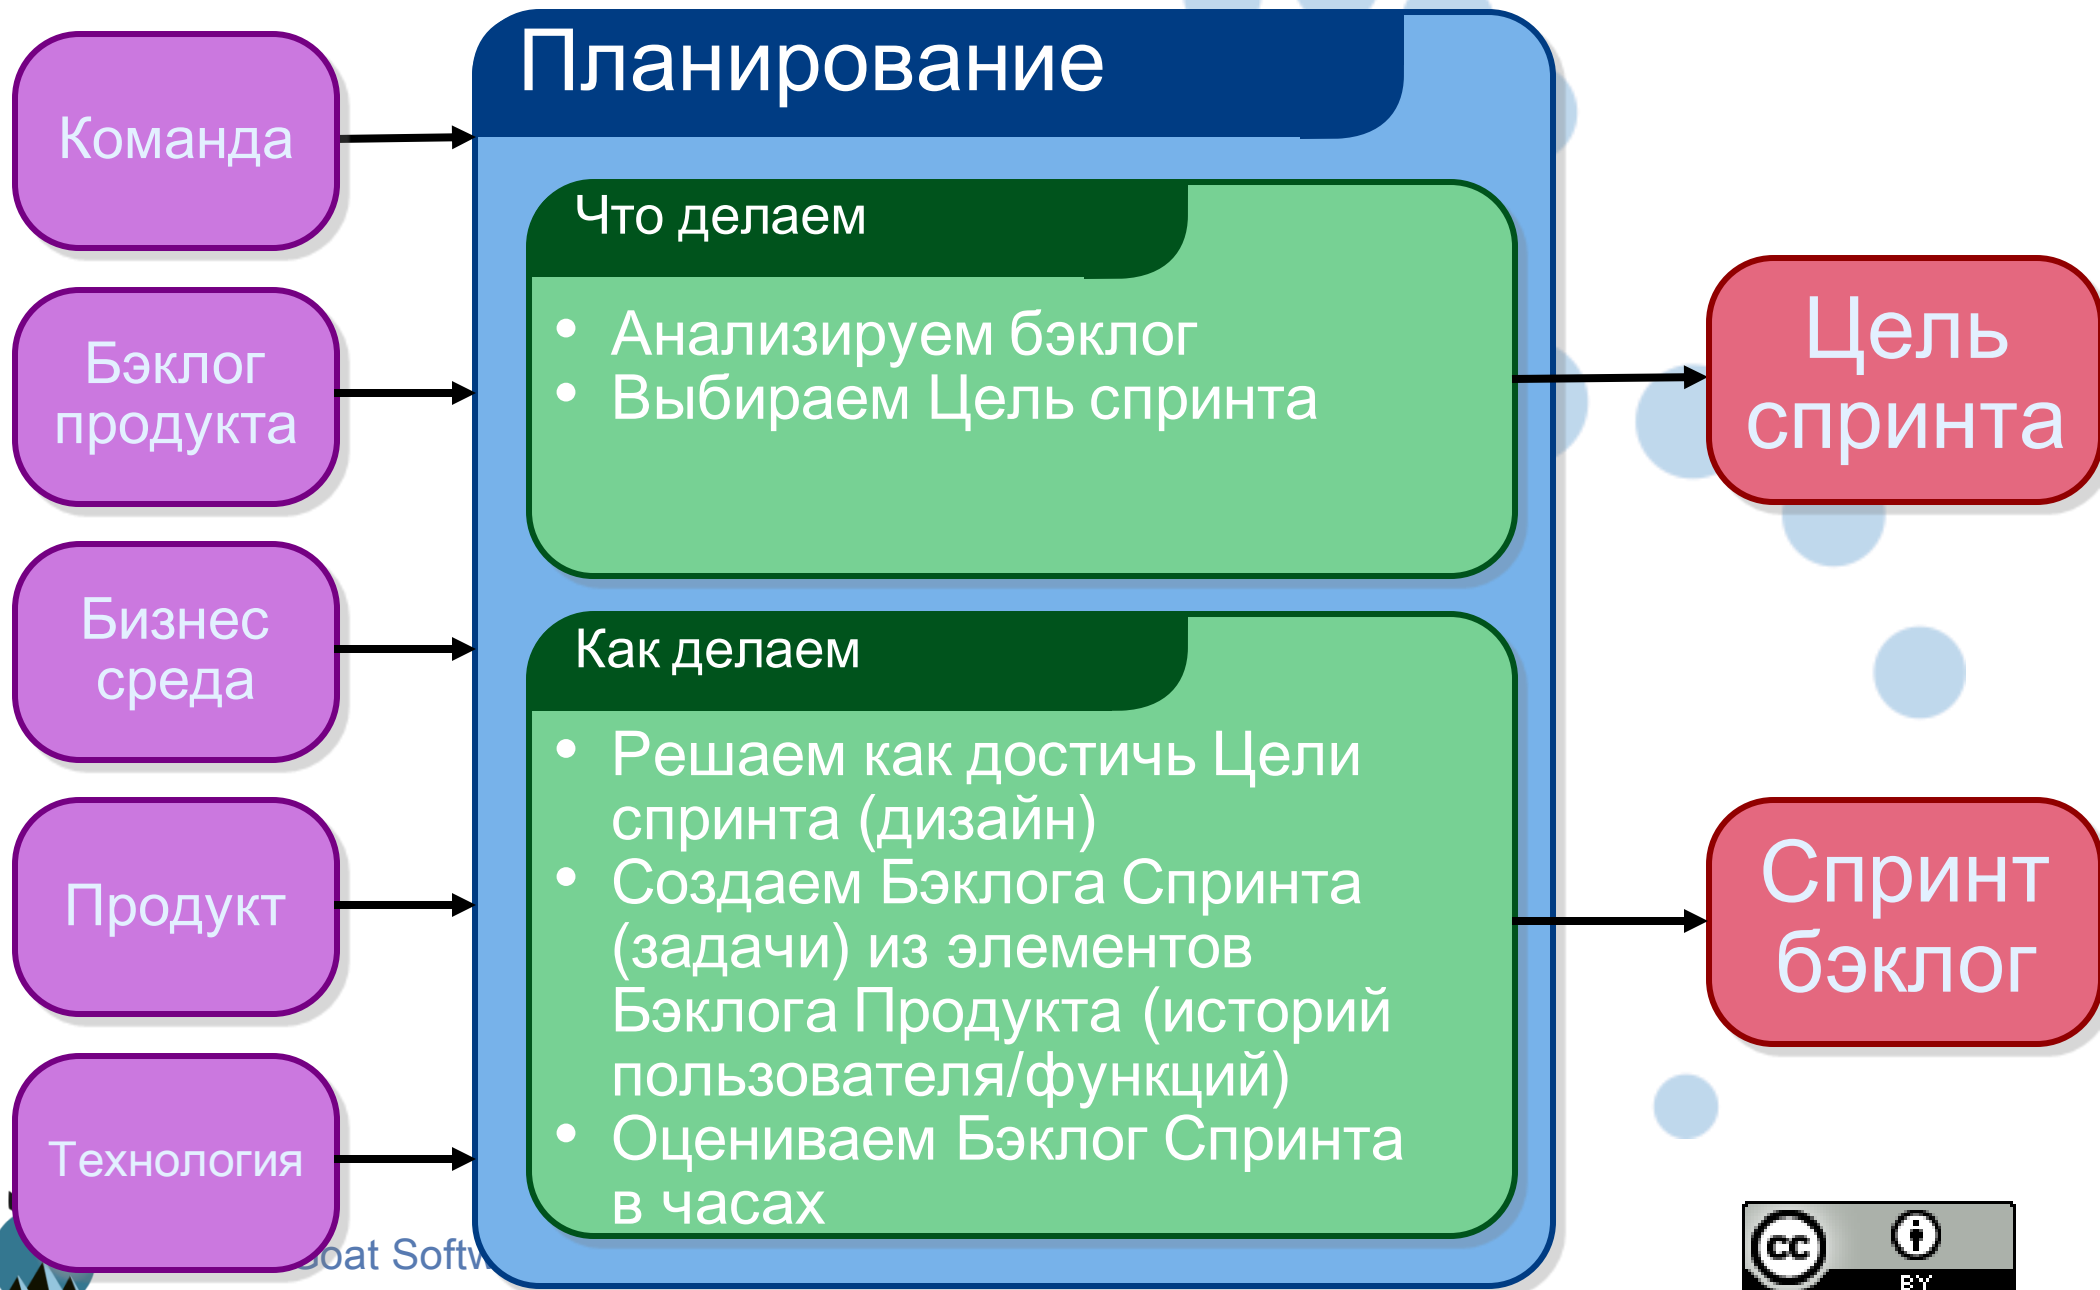 Планирование
Команда
Бэклог
продукта
Бизнес
среда
Продукт
Технология
Что делаем
• Анализируем бэклог
• Выбираем Цель спринта
Как делаем
• Решаем как достичь Цели
спринта (дизайн)
• Создаем Бэклога Спринта
(задачи) из элементов
Бэклога Продукта (историй
пользователя/функций)
• Оцениваем Бэклог Спринта
в часах
Цель
спринта
Спринт
бэклог
cc
BY